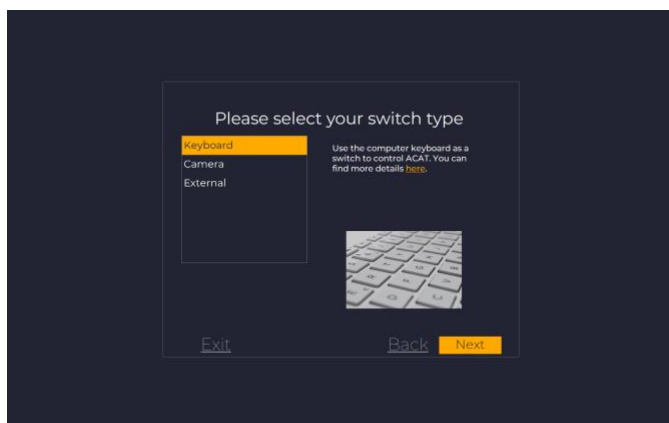 Please select your switch type
Keyboard
Camera
External
Use the computer keyboard as a
switch to control ACAT. You can
find more details here.
Exit
Back
Next